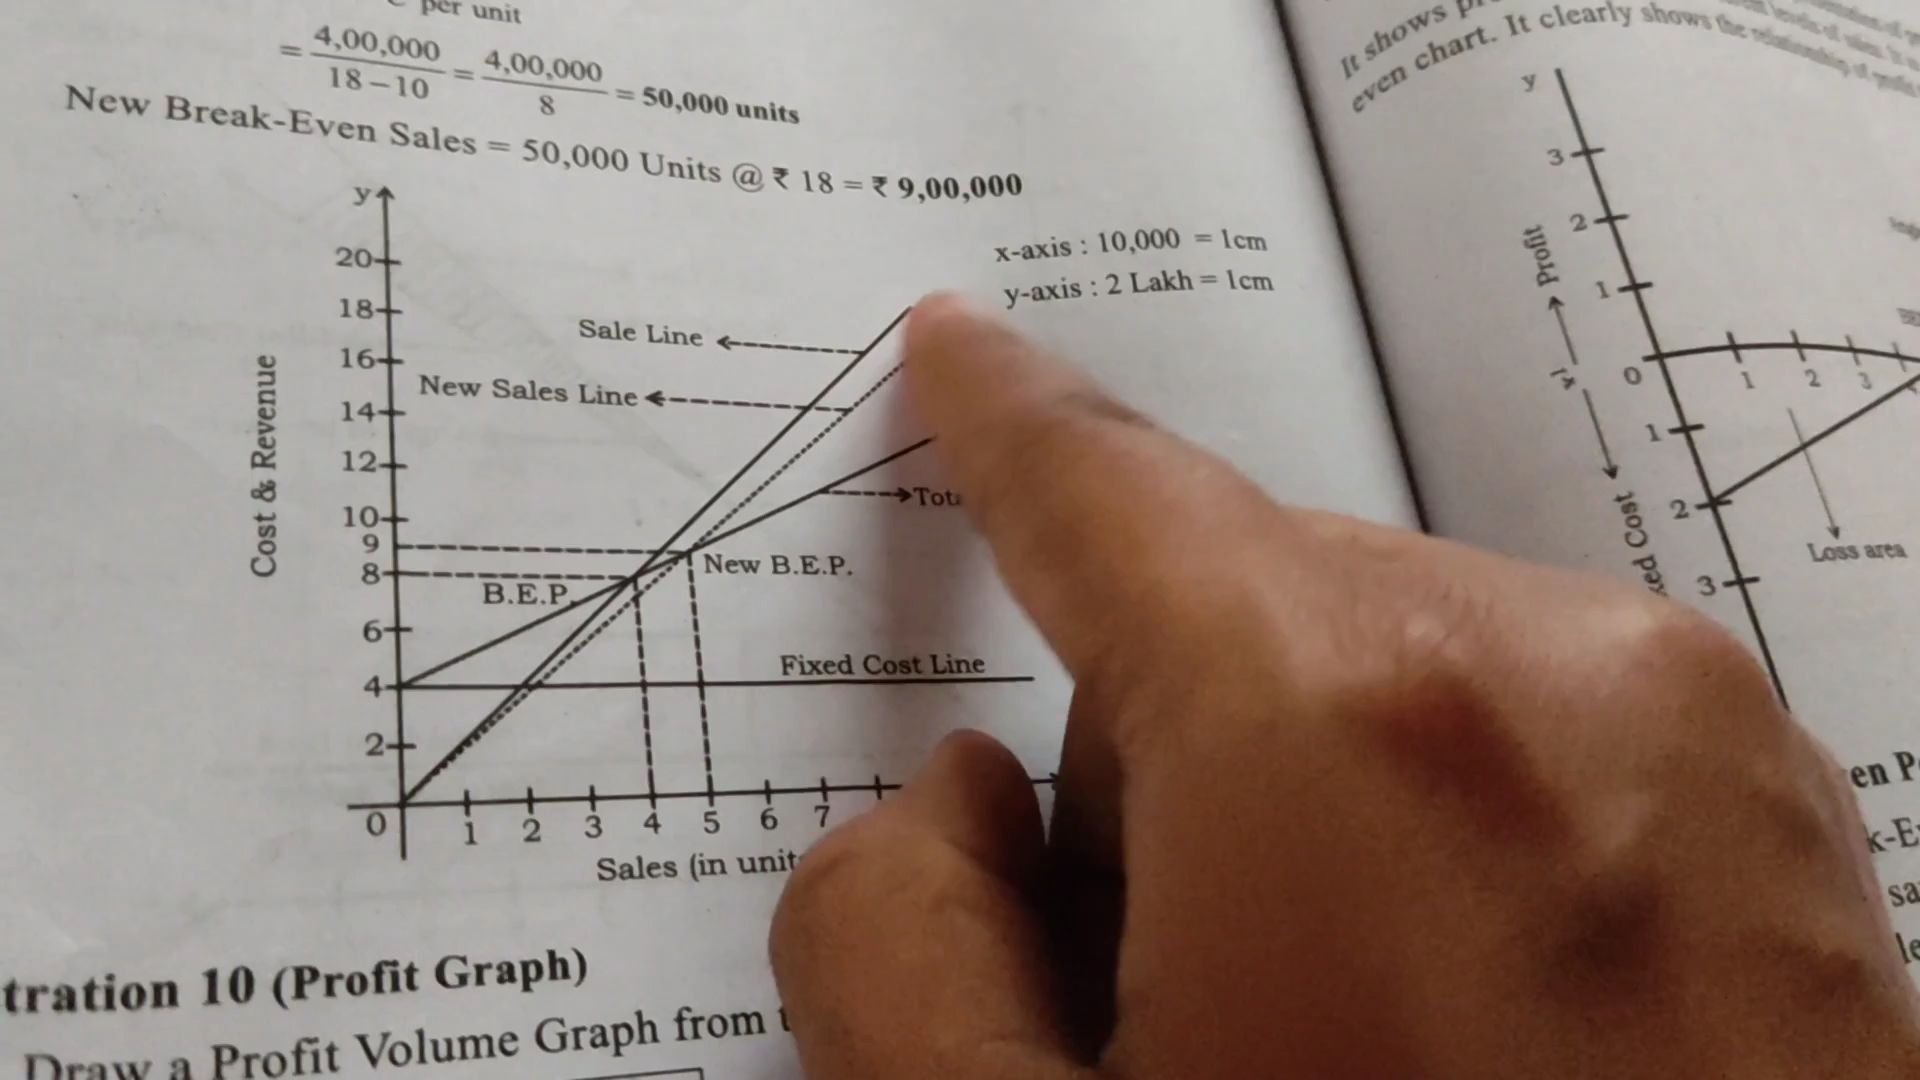 per unit
= 4,00,000 / 18 – 10 = 4,00,000 / 8 = 50,000 units
New Break-Even Sales = 50,000 Units @ ₹ 18 = ₹ 9,00,000
x-axis : 10,000 = 1cm
y-axis : 2 Lakh = 1cm
y
20
18
16
14
12
10
9
8
6
4
2
0
Cost & Revenue
Sale Line
New Sales Line
New B.E.P.
B.E.P.
Fixed Cost Line
1 2 3 4 5 6 7
Sales (in
tration 10 (Profit Graph)
Draw a Profit Volume Graph from
It shows
even chart. It clearly shows the relationship of profit
y
3
2
1
0
1
2
3
Profit
1 2 3
Cost
Loss area